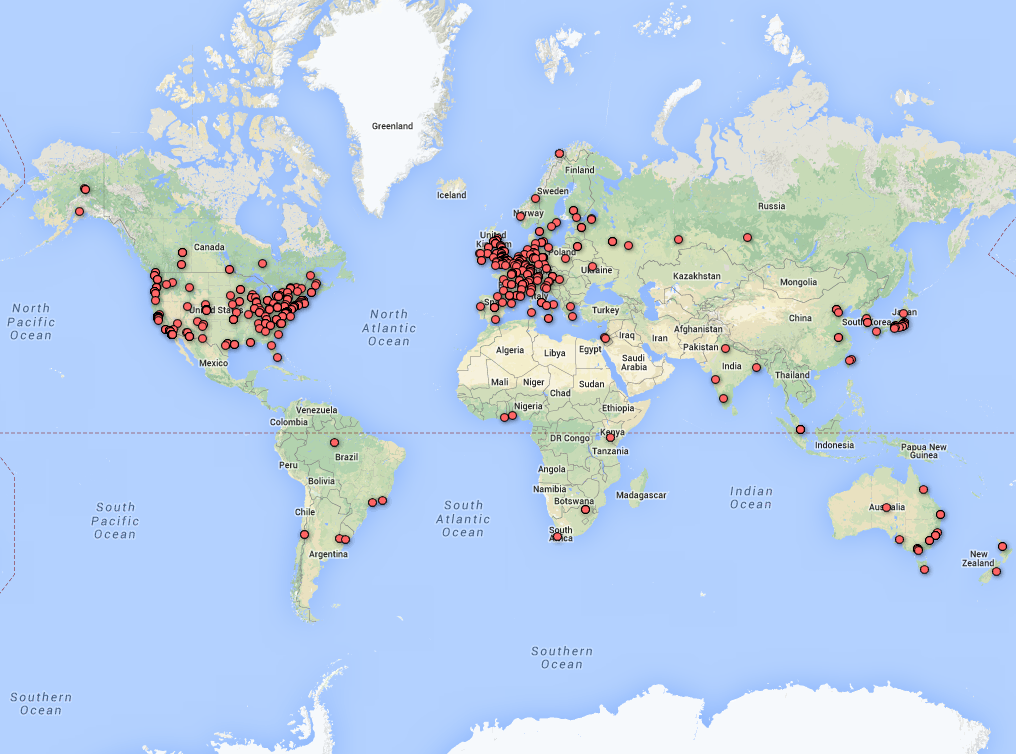 Greenland
Iceland
Finland
Sweden
Norway
Russia
United
Kingdom
Canada
Poland
Ukraine
Kazakhstan
Mongolia
North
Pacific
Ocean
United States
North
Atlantic
Ocean
Italy
Turkey
China
South Korea
Japan
Afghanistan
Iraq
Iran
Pakistan
Algeria
Libya
Egypt
Saudi
Arabia
India
Mexico
Thailand
Mali
Niger
Chad
Sudan
Nigeria
Ethiopia
Venezuela
Colombia
DR Congo
Kenya
Tanzania
Indonesia
Papua New
Guinea
Brazil
Peru
Bolivia
Angola
Namibia
Botswana
Madagascar
Indian
Ocean
South
Pacific
Ocean
Chile
South
Atlantic
Ocean
South
Africa
Australia
Argentina
New
Zealand
Southern
Ocean
Southern
Ocean